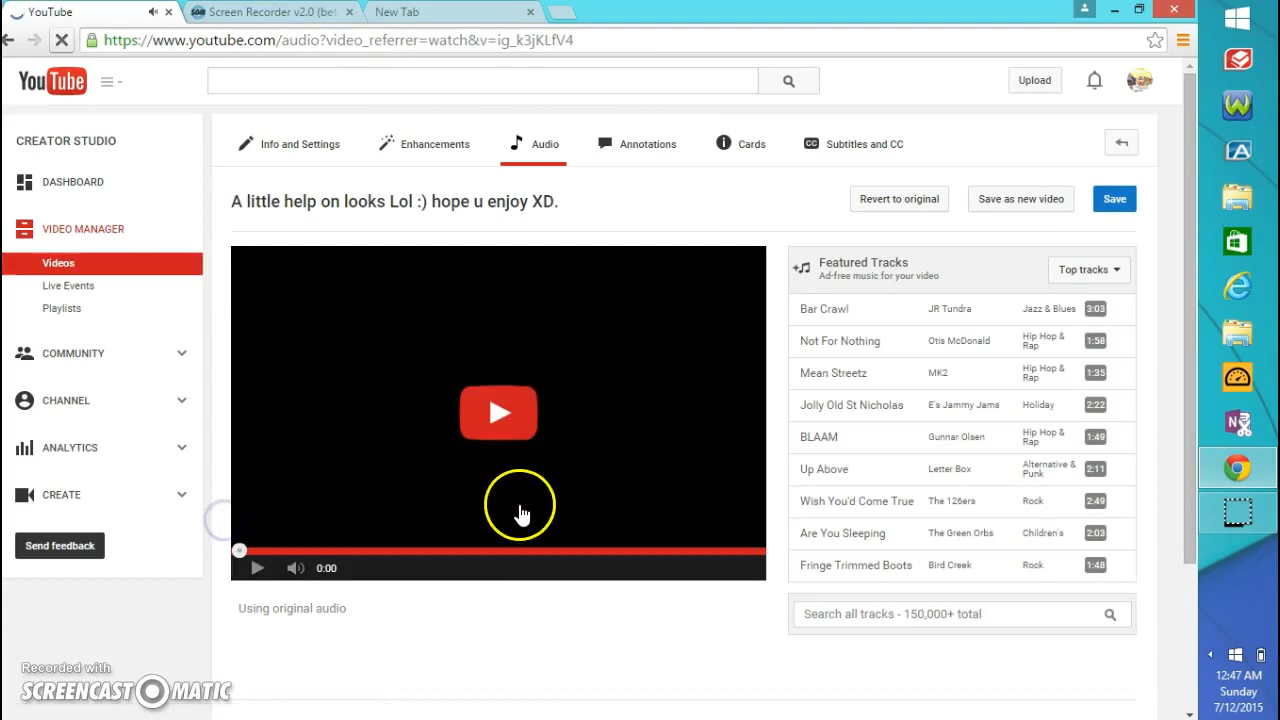 YouTube
Screen Recorder v2.0 (bet
New Tab
https://www.youtube.com/audio?video_referrer=watch&v=ig_k3jKLfV4
YouTube
Upload
CREATOR STUDIO
DASHBOARD
VIDEO MANAGER
Videos
Live Events
Playlists
COMMUNITY
CHANNEL
ANALYTICS
CREATE
Send feedback
Info and Settings
Enhancements
Audio
Annotations
Cards
CC Subtitles and CC
A little help on looks Lol :) hope u enjoy XD.
Revert to original
Save as new video
Save
0:00
Using original audio
Featured Tracks
Ad-free music for your video
Top tracks
Bar Crawl JR Tundra Jazz & Blues 3:03
Not For Nothing Otis McDonald Hip Hop & Rap 1:58
Mean Streetz MK2 Hip Hop & Rap 1:35
Jolly Old St Nicholas E's Jammy Jams Holiday 2:22
BLAAM Gunnar Olsen Hip Hop & Rap 1:49
Up Above Letter Box Alternative & Punk 2:11
Wish You'd Come True The 126ers Rock 2:49
Are You Sleeping The Green Orbs Children's 2:03
Fringe Trimmed Boots Bird Creek Rock 1:48
Search all tracks - 150,000+ total
Recorded with
SCREENCAST-O-MATIC
12:47 AM
Sunday
7/12/2015